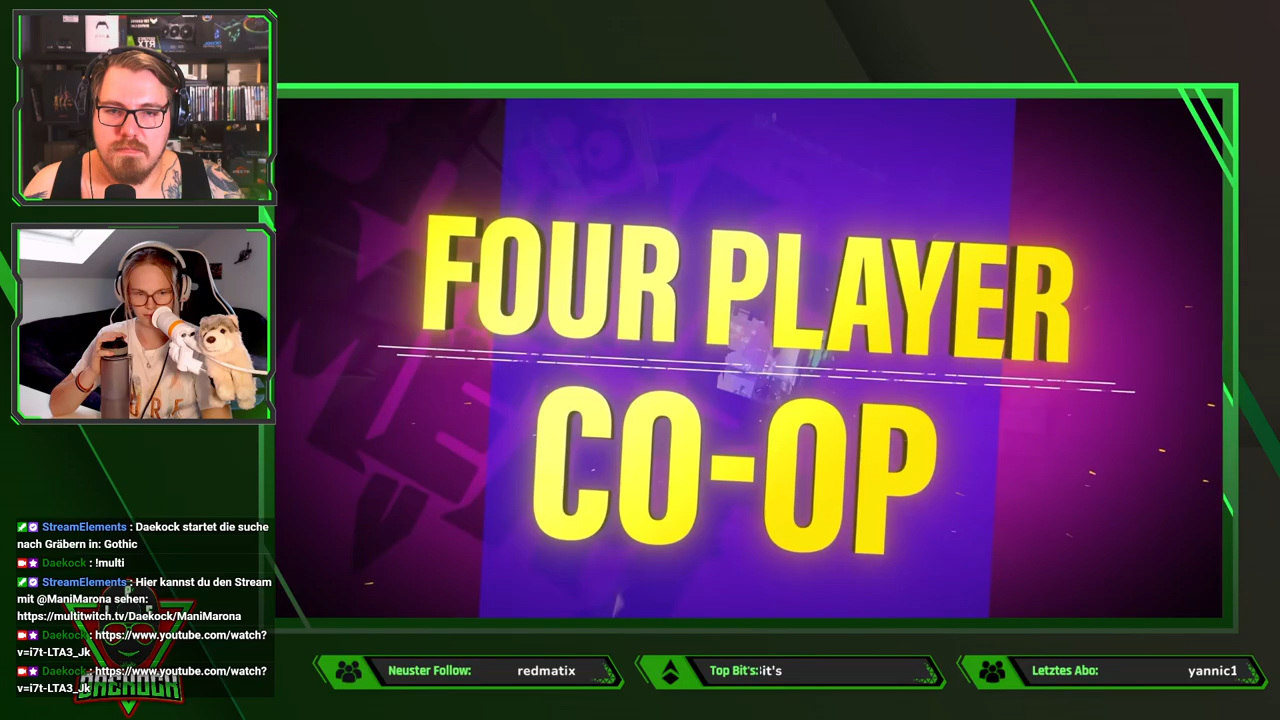 FOUR PLAYER
CO-OP
StreamElements : Daekock startet die suche
nach Gräbern in: Gothic
Daekock : !multi
StreamElements : Hier kannst du den Stream
mit @ManiMarona sehen:
https://multitwitch.tv/Daekock/ManiMarona
Daekock : https://www.youtube.com/watch?
v=i7t-LTA3_Jk
Daekock : https://www.youtube.com/watch?
v=i7t-LTA3_Jk
DAEKOCK
Neuster Follow: redmatix
Top Bit's: it's
Letztes Abo: yannic1